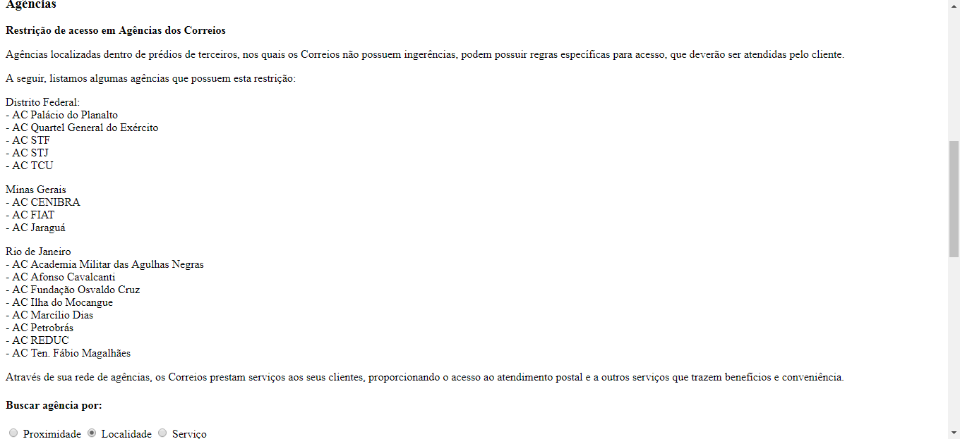 Agências
Restrição de acesso em Agências dos Correios
Agências localizadas dentro de prédios de terceiros, nos quais os Correios não possuem ingerências, podem possuir regras específicas para acesso, que deverão ser atendidas pelo cliente.
A seguir, listamos algumas agências que possuem esta restrição:
Distrito Federal:
- AC Palácio do Planalto
- AC Quartel General do Exército
- AC STF
- AC STJ
- AC TCU
Minas Gerais
- AC CENIBRA
- AC FIAT
- AC Jaraguá
Rio de Janeiro
- AC Academia Militar das Agulhas Negras
- AC Afonso Cavalcanti
- AC Fundação Osvaldo Cruz
- AC Ilha do Mocangue
- AC Marcilio Dias
- AC Petrobrás
- AC REDUC
- AC Ten. Fábio Magalhães
Através de sua rede de agências, os Correios prestam serviços aos seus clientes, proporcionando o acesso ao atendimento postal e a outros serviços que trazem benefícios e conveniência.
Buscar agência por:
Proximidade Localidade Serviço